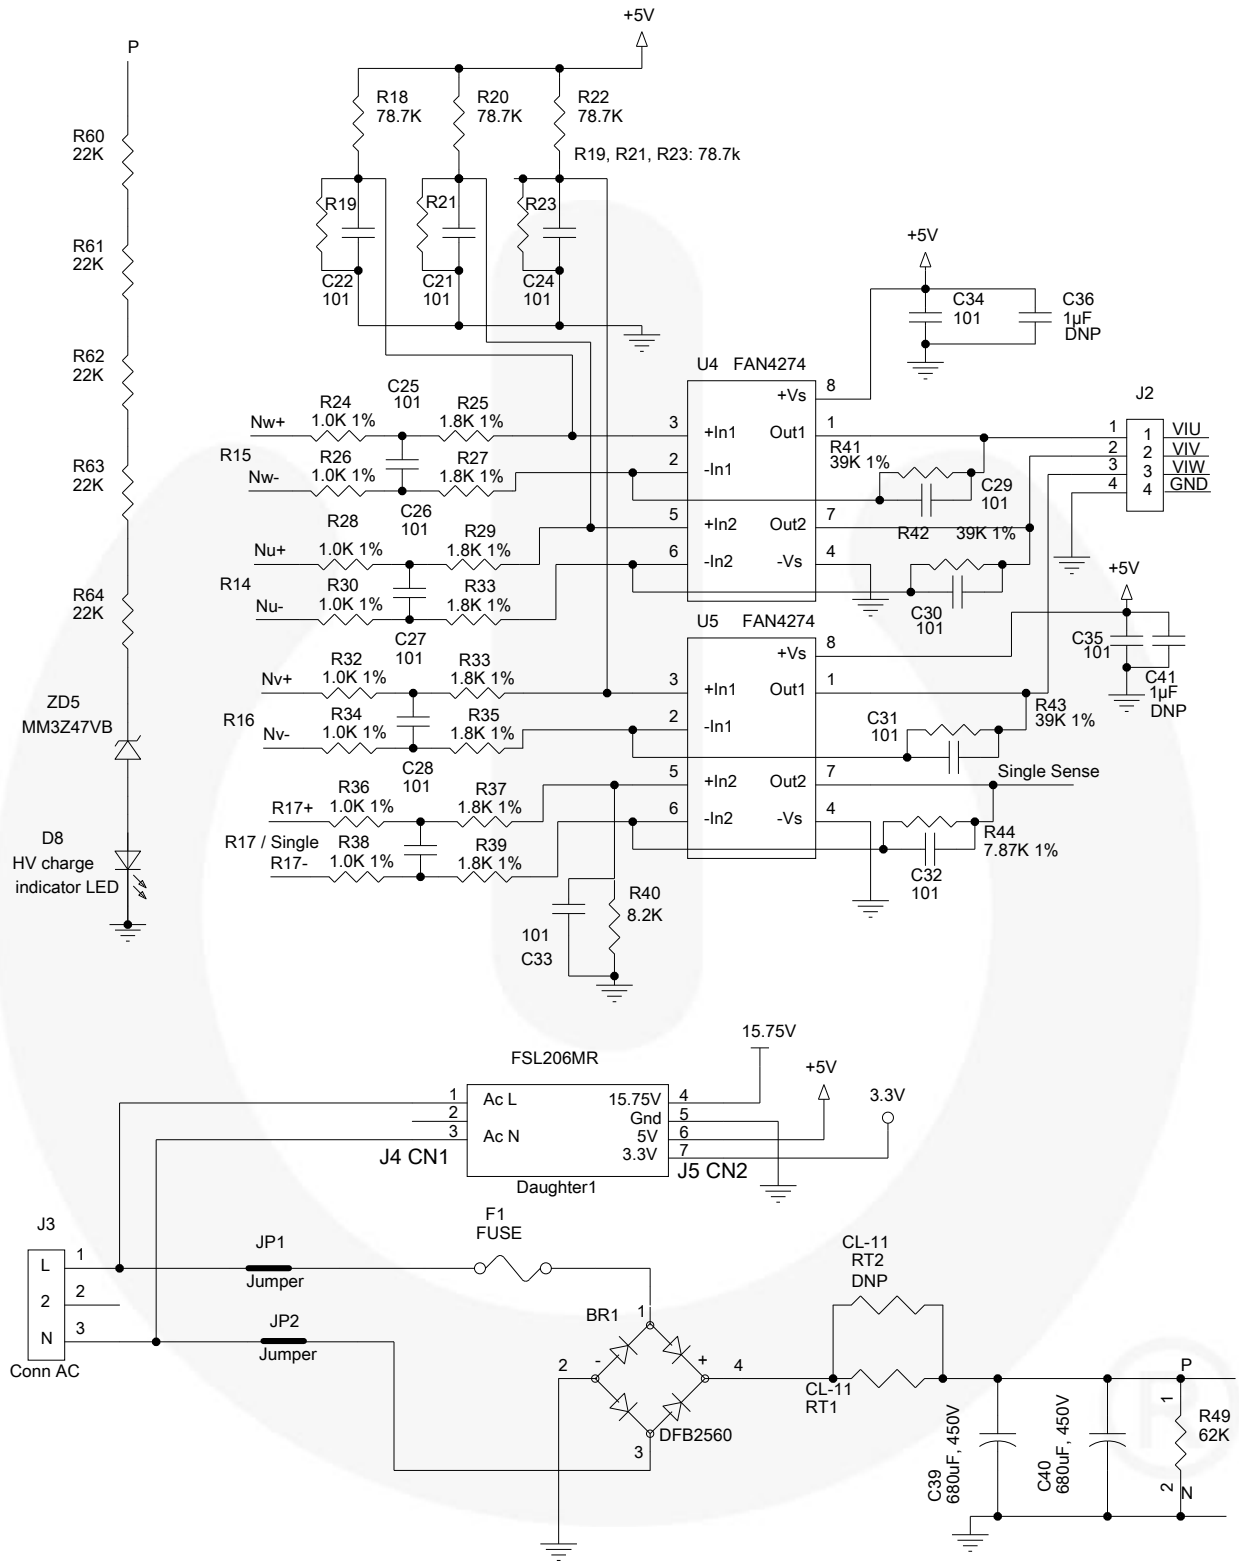 +5V
P
R18
78.7K
R20
78.7K
R22
78.7K
R60
22K
R19, R21, R23: 78.7k
R19
R21
R23
R61
22K
C22
101
C21
101
C24
101
+5V
C34
101
C36
1µF
DNP
R62
22K
U4 FAN4274
+Vs
8
3
+In1
Out1
1
2
-In1
5
+In2
Out2
7
6
-In2
-Vs
4
Nw+
R24
1.0K 1%
C25
101
R25
1.8K 1%
R15
R26
1.0K 1%
R27
1.8K 1%
Nw-
C26
101
R41
39K 1%
C29
101
J2
1
1
VIU
2
2
VIV
3
3
VIW
4
4
GND
R63
22K
R28
1.0K 1%
R29
1.8K 1%
Nu+
R14
R30
1.0K 1%
R33
1.8K 1%
Nu-
C27
101
R42 39K 1%
C30
101
R64
22K
+5V
C35
101
C41
1µF
DNP
U5 FAN4274
+Vs
8
3
+In1
Out1
1
2
-In1
5
+In2
Out2
7
6
-In2
-Vs
4
Nv+
R32
1.0K 1%
R33
1.8K 1%
R16
Nv-
R34
1.0K 1%
R35
1.8K 1%
C28
101
C31
101
R43
39K 1%
ZD5
MM3Z47VB
Single Sense
R17+
R36
1.0K 1%
R37
1.8K 1%
R17 / Single
R17-
R38
1.0K 1%
R39
1.8K 1%
R44
7.87K 1%
C32
101
D8
HV charge
indicator LED
R40
8.2K
101
C33
15.75V
FSL206MR
+5V
3.3V
1
Ac L
15.75V
4
2
Gnd
5
3
Ac N
5V
6
3.3V
7
J4 CN1
J5 CN2
Daughter1
F1
FUSE
J3
L
1
2
2
N
3
Conn AC
JP1
Jumper
JP2
Jumper
BR1
1
2
-
+
4
3
DFB2560
CL-11
RT2
DNP
CL-11
RT1
P
1
R49
62K
2
N
C39
680uF, 450V
C40
680uF, 450V
®